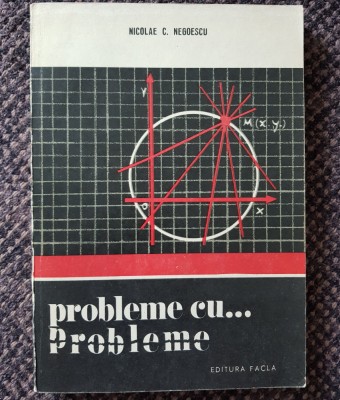 NICOLAE C. NEGOESCU
y
M(x,y,)
O
x
probleme cu...
Probleme
EDITURA FACLA